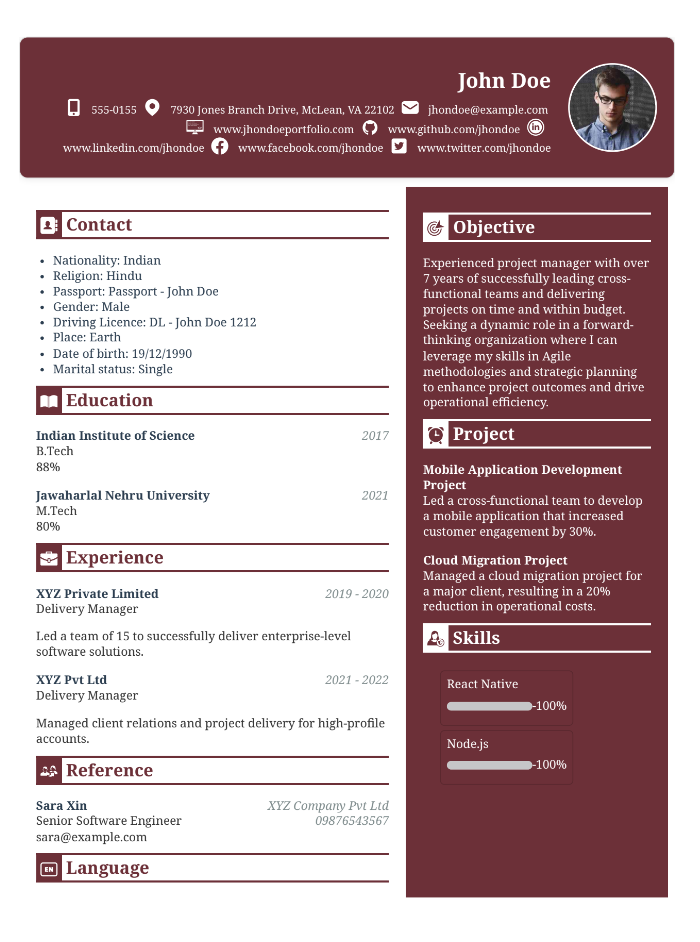 John Doe
555-0155 7930 Jones Branch Drive, McLean, VA 22102 jhondoe@example.com
www.jhondoeportfolio.com www.github.com/jhondoe
www.linkedin.com/jhondoe www.facebook.com/jhondoe www.twitter.com/jhondoe
Contact
• Nationality: Indian
• Religion: Hindu
• Passport: Passport - John Doe
• Gender: Male
• Driving Licence: DL - John Doe 1212
• Place: Earth
• Date of birth: 19/12/1990
• Marital status: Single
Education
Indian Institute of Science 2017
B.Tech
88%
Jawaharlal Nehru University 2021
M.Tech
80%
Experience
XYZ Private Limited 2019 - 2020
Delivery Manager
Led a team of 15 to successfully deliver enterprise-level
software solutions.
XYZ Pvt Ltd 2021 - 2022
Delivery Manager
Managed client relations and project delivery for high-profile
accounts.
Reference
Sara Xin XYZ Company Pvt Ltd
Senior Software Engineer 09876543567
sara@example.com
EN Language
Objective
Experienced project manager with over
7 years of successfully leading cross-
functional teams and delivering
projects on time and within budget.
Seeking a dynamic role in a forward-
thinking organization where I can
leverage my skills in Agile
methodologies and strategic planning
to enhance project outcomes and drive
operational efficiency.
Project
Mobile Application Development
Project
Led a cross-functional team to develop
a mobile application that increased
customer engagement by 30%.
Cloud Migration Project
Managed a cloud migration project for
a major client, resulting in a 20%
reduction in operational costs.
Skills
React Native
-100%
Node.js
-100%